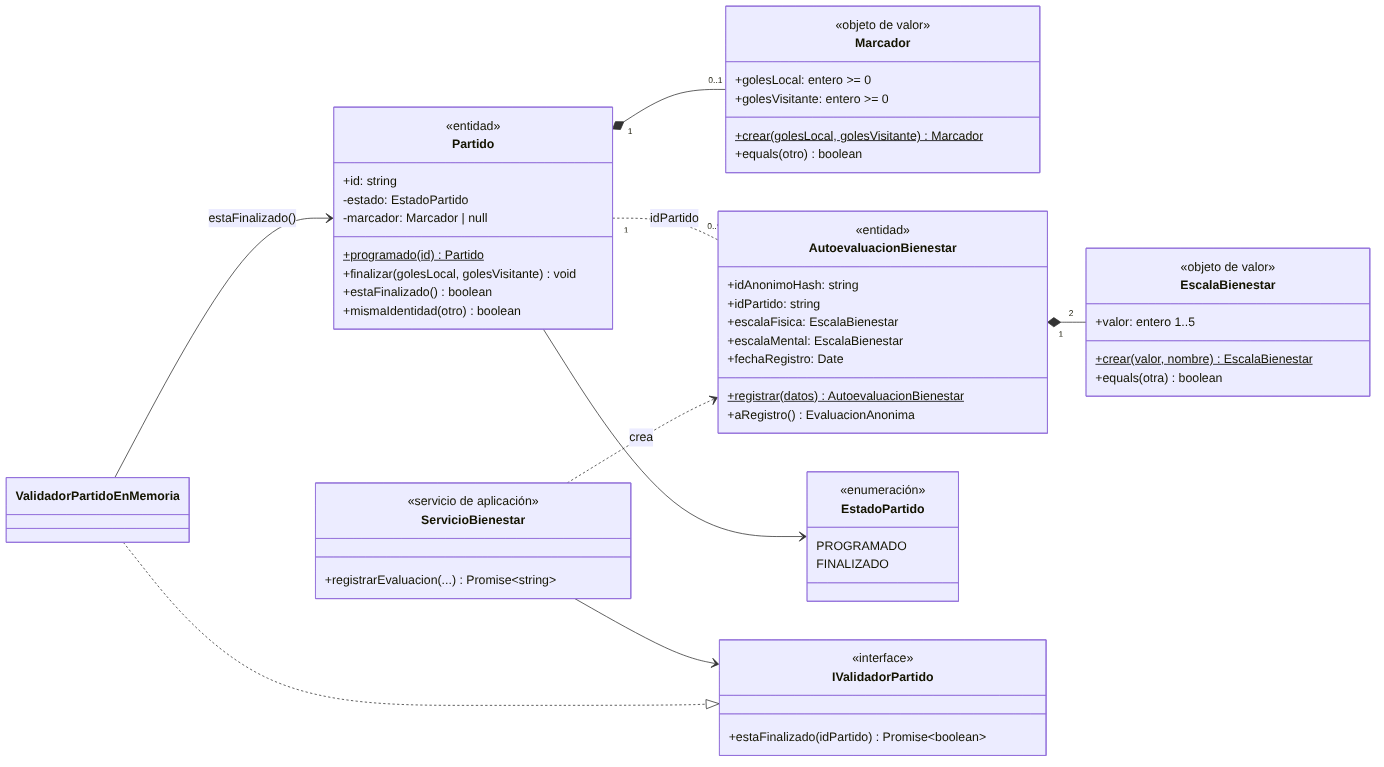 «objeto de valor»
Marcador
+golesLocal: entero >= 0
+golesVisitante: entero >= 0
+crear(golesLocal, golesVisitante) : Marcador
+equals(otro) : boolean
0..1
1
«entidad»
Partido
+id: string
-estado: EstadoPartido
-marcador: Marcador | null
+programado(id) : Partido
+finalizar(golesLocal, golesVisitante) : void
+estaFinalizado() : boolean
+mismaIdentidad(otro) : boolean
estaFinalizado()
idPartido
1
0..
«entidad»
AutoevaluacionBienestar
+idAnonimoHash: string
+idPartido: string
+escalaFisica: EscalaBienestar
+escalaMental: EscalaBienestar
+fechaRegistro: Date
+registrar(datos) : AutoevaluacionBienestar
+aRegistro() : EvaluacionAnonima
2
1
«objeto de valor»
EscalaBienestar
+valor: entero 1..5
+crear(valor, nombre) : EscalaBienestar
+equals(otra) : boolean
crea
ValidadorPartidoEnMemoria
«servicio de aplicación»
ServicioBienestar
+registrarEvaluacion(...) : Promise<string>
«enumeración»
EstadoPartido
PROGRAMADO
FINALIZADO
«interface»
IValidadorPartido
+estaFinalizado(idPartido) : Promise<boolean>